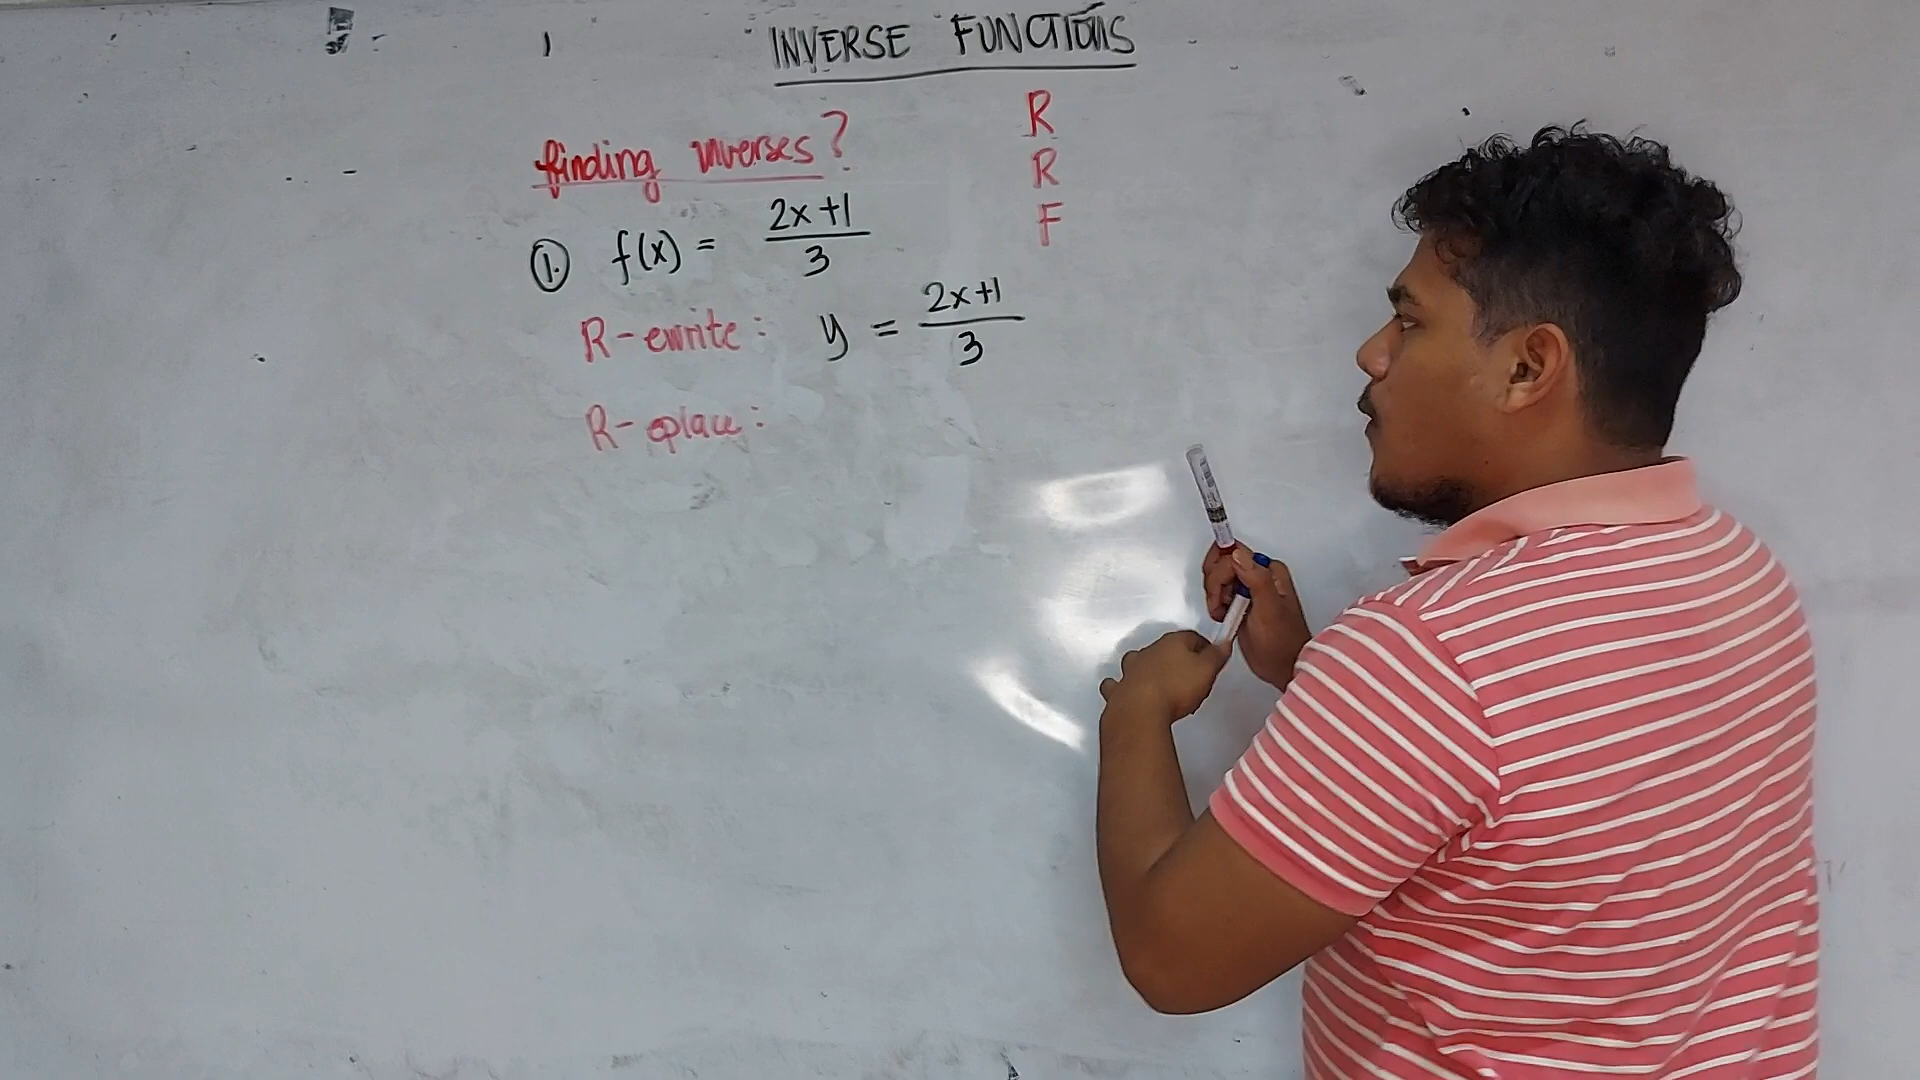 INVERSE FUNCTIONS
finding inverses?
R
R
F
1. f(x) = 2x+1 / 3
R-ewrite: y = 2x+1 / 3
R-eplace: